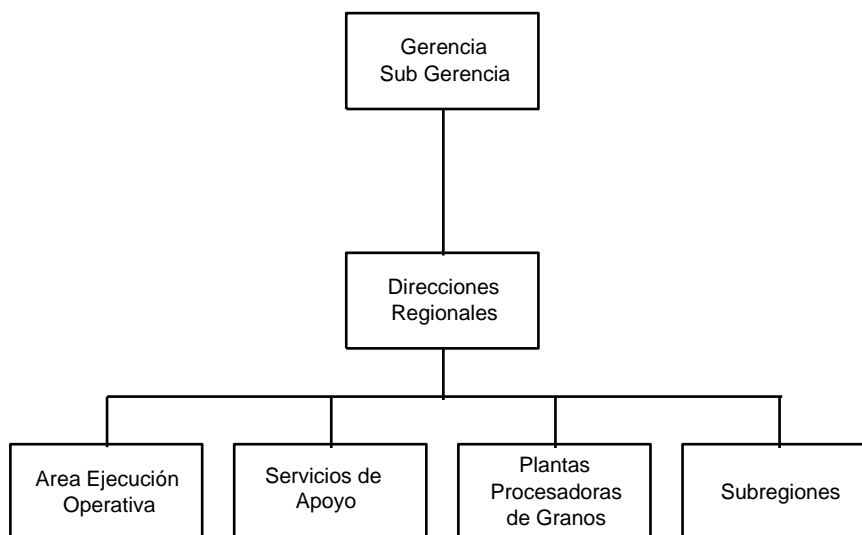 Gerencia
Sub Gerencia
Direcciones
Regionales
Area Ejecución
Operativa
Servicios de
Apoyo
Plantas
Procesadoras
de Granos
Subregiones